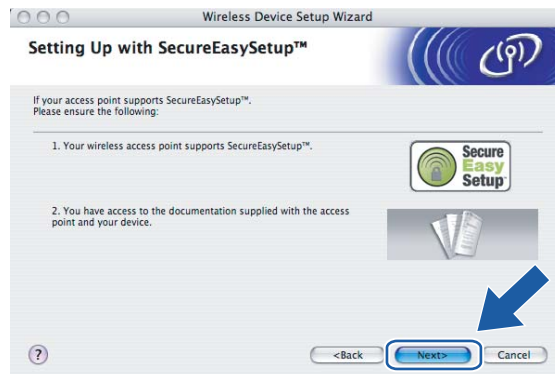 Wireless Device Setup Wizard
Setting Up with SecureEasySetup™
If your access point supports SecureEasySetup™.
Please ensure the following:
1. Your wireless access point supports SecureEasySetup™.
Secure
Easy
Setup
2. You have access to the documentation supplied with the access
point and your device.
?
<Back
Next>
Cancel